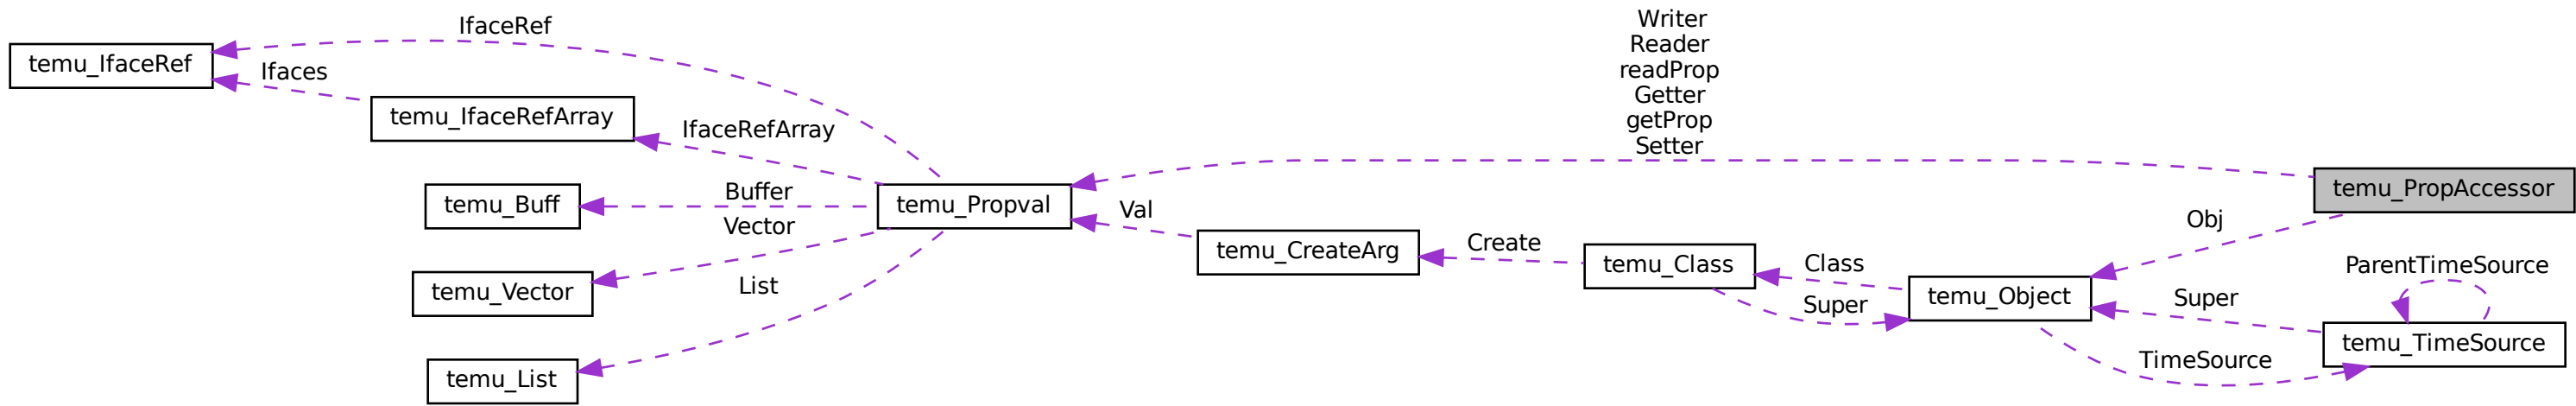 Writer
IfaceRef
Reader
temu_IfaceRef
Ifaces
readProp
Getter
temu_IfaceRefArray
getProp
IfaceRefArray
Setter
Buffer
temu_PropAccessor
temu_Buff
temu_Propval
Val
Vector
Obj
Create
temu_CreateArg
temu_Class
Class
ParentTimeSource
List
temu_Vector
temu_Object
Super
Super
temu_TimeSource
TimeSource
temu_List